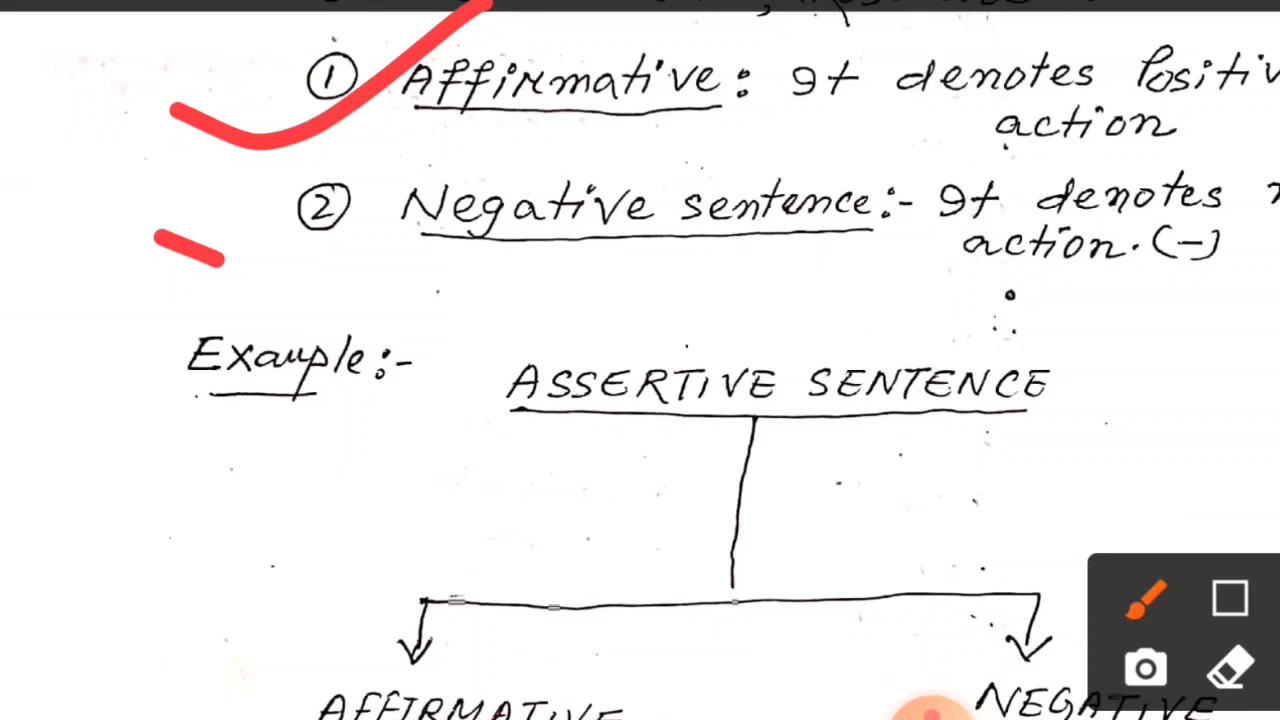 ① Affirmative: It denotes Positiv
action
② Negative sentence:- It denotes
action. (-)
Example:-
ASSERTIVE SENTENCE
AFFIRMATIVE
NEGATIVE